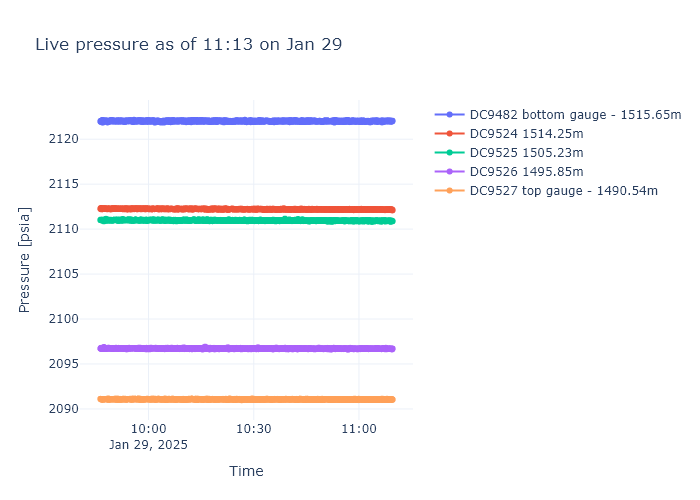 Live pressure as of 11:13 on Jan 29
DC9482 bottom gauge - 1515.65m
DC9524 1514.25m
DC9525 1505.23m
DC9526 1495.85m
DC9527 top gauge - 1490.54m
Pressure [psia]
2120
2115
2110
2105
2100
2095
2090
10:00
10:30
11:00
Jan 29, 2025
Time